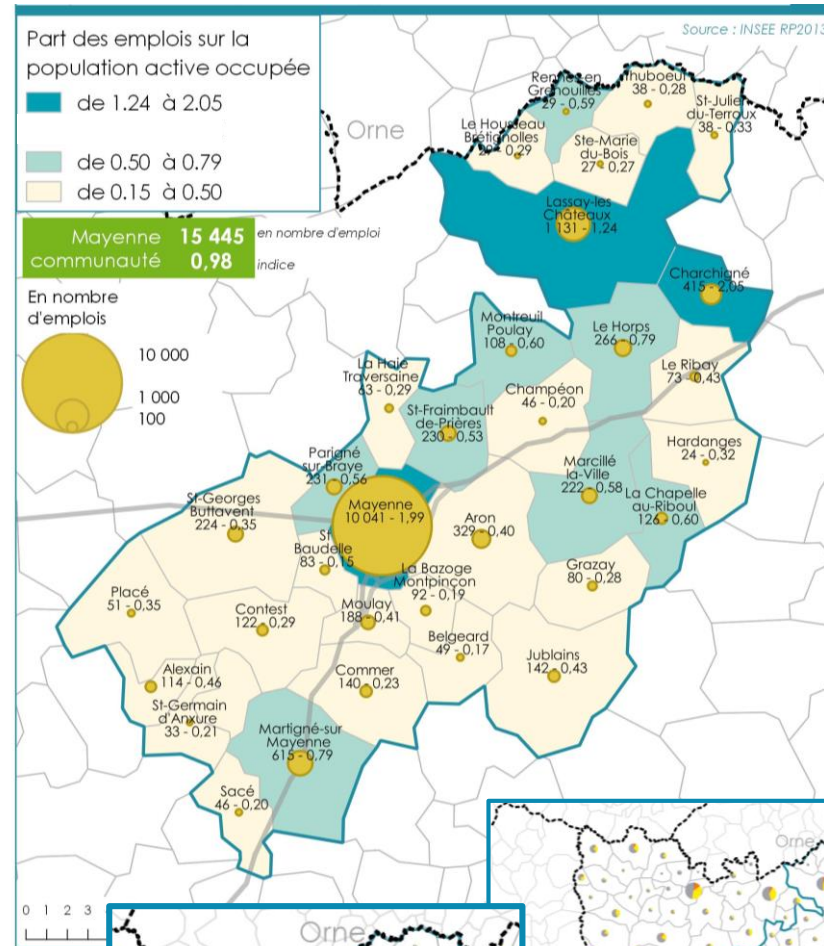 Source : INSEE RP2013
Part des emplois sur la
population active occupée
de 1.24 à 2.05
de 0.50 à 0.79
de 0.15 à 0.50
Mayenne 15 445 en nombre d'emploi
communauté 0,98 indice
En nombre
d'emplois
10 000
1 000
100
Orne
Rennes-en
Grenouilles
29 - 0,59
Thuboeuf
38 - 0,28
St-Julien
du-Terroux
38 - 0,33
Le Housseau
Brétignolles
- 0,29
Ste-Marie
du-Bois
27 - 0,27
Lassay-les
Châteaux
1 131 - 1,24
Charchigné
415 - 2,05
Montreuil
Poulay
108 - 0,60
Le Horps
266 - 0,79
La Haie
Traversaine
63 - 0,29
Le Ribay
73 - 0,43
Champéon
46 - 0,20
St-Fraimbault
de-Prières
230 - 0,53
Hardanges
24 - 0,32
Parigné
sur-Braye
231 - 0,56
Marcillé
la-Ville
222 - 0,58
La Chapelle
au-Riboul
126 - 0,60
St-Georges
Buttavent
224 - 0,35
Mayenne
10 041 - 1,99
Aron
329 - 0,40
St
Baudelle
83 - 0,15
La Bazoge
Montpinçon
92 - 0,19
Grazay
80 - 0,28
Placé
51 - 0,35
Contest
122 - 0,29
Moulay
188 - 0,41
Belgeard
49 - 0,17
Jublains
142 - 0,43
Alexain
114 - 0,46
Commer
140 - 0,23
St-Germain
d'Anxure
33 - 0,21
Martigné-sur
Mayenne
615 - 0,79
Sacé
46 - 0,20
0 1 2 3
Orne
Orne